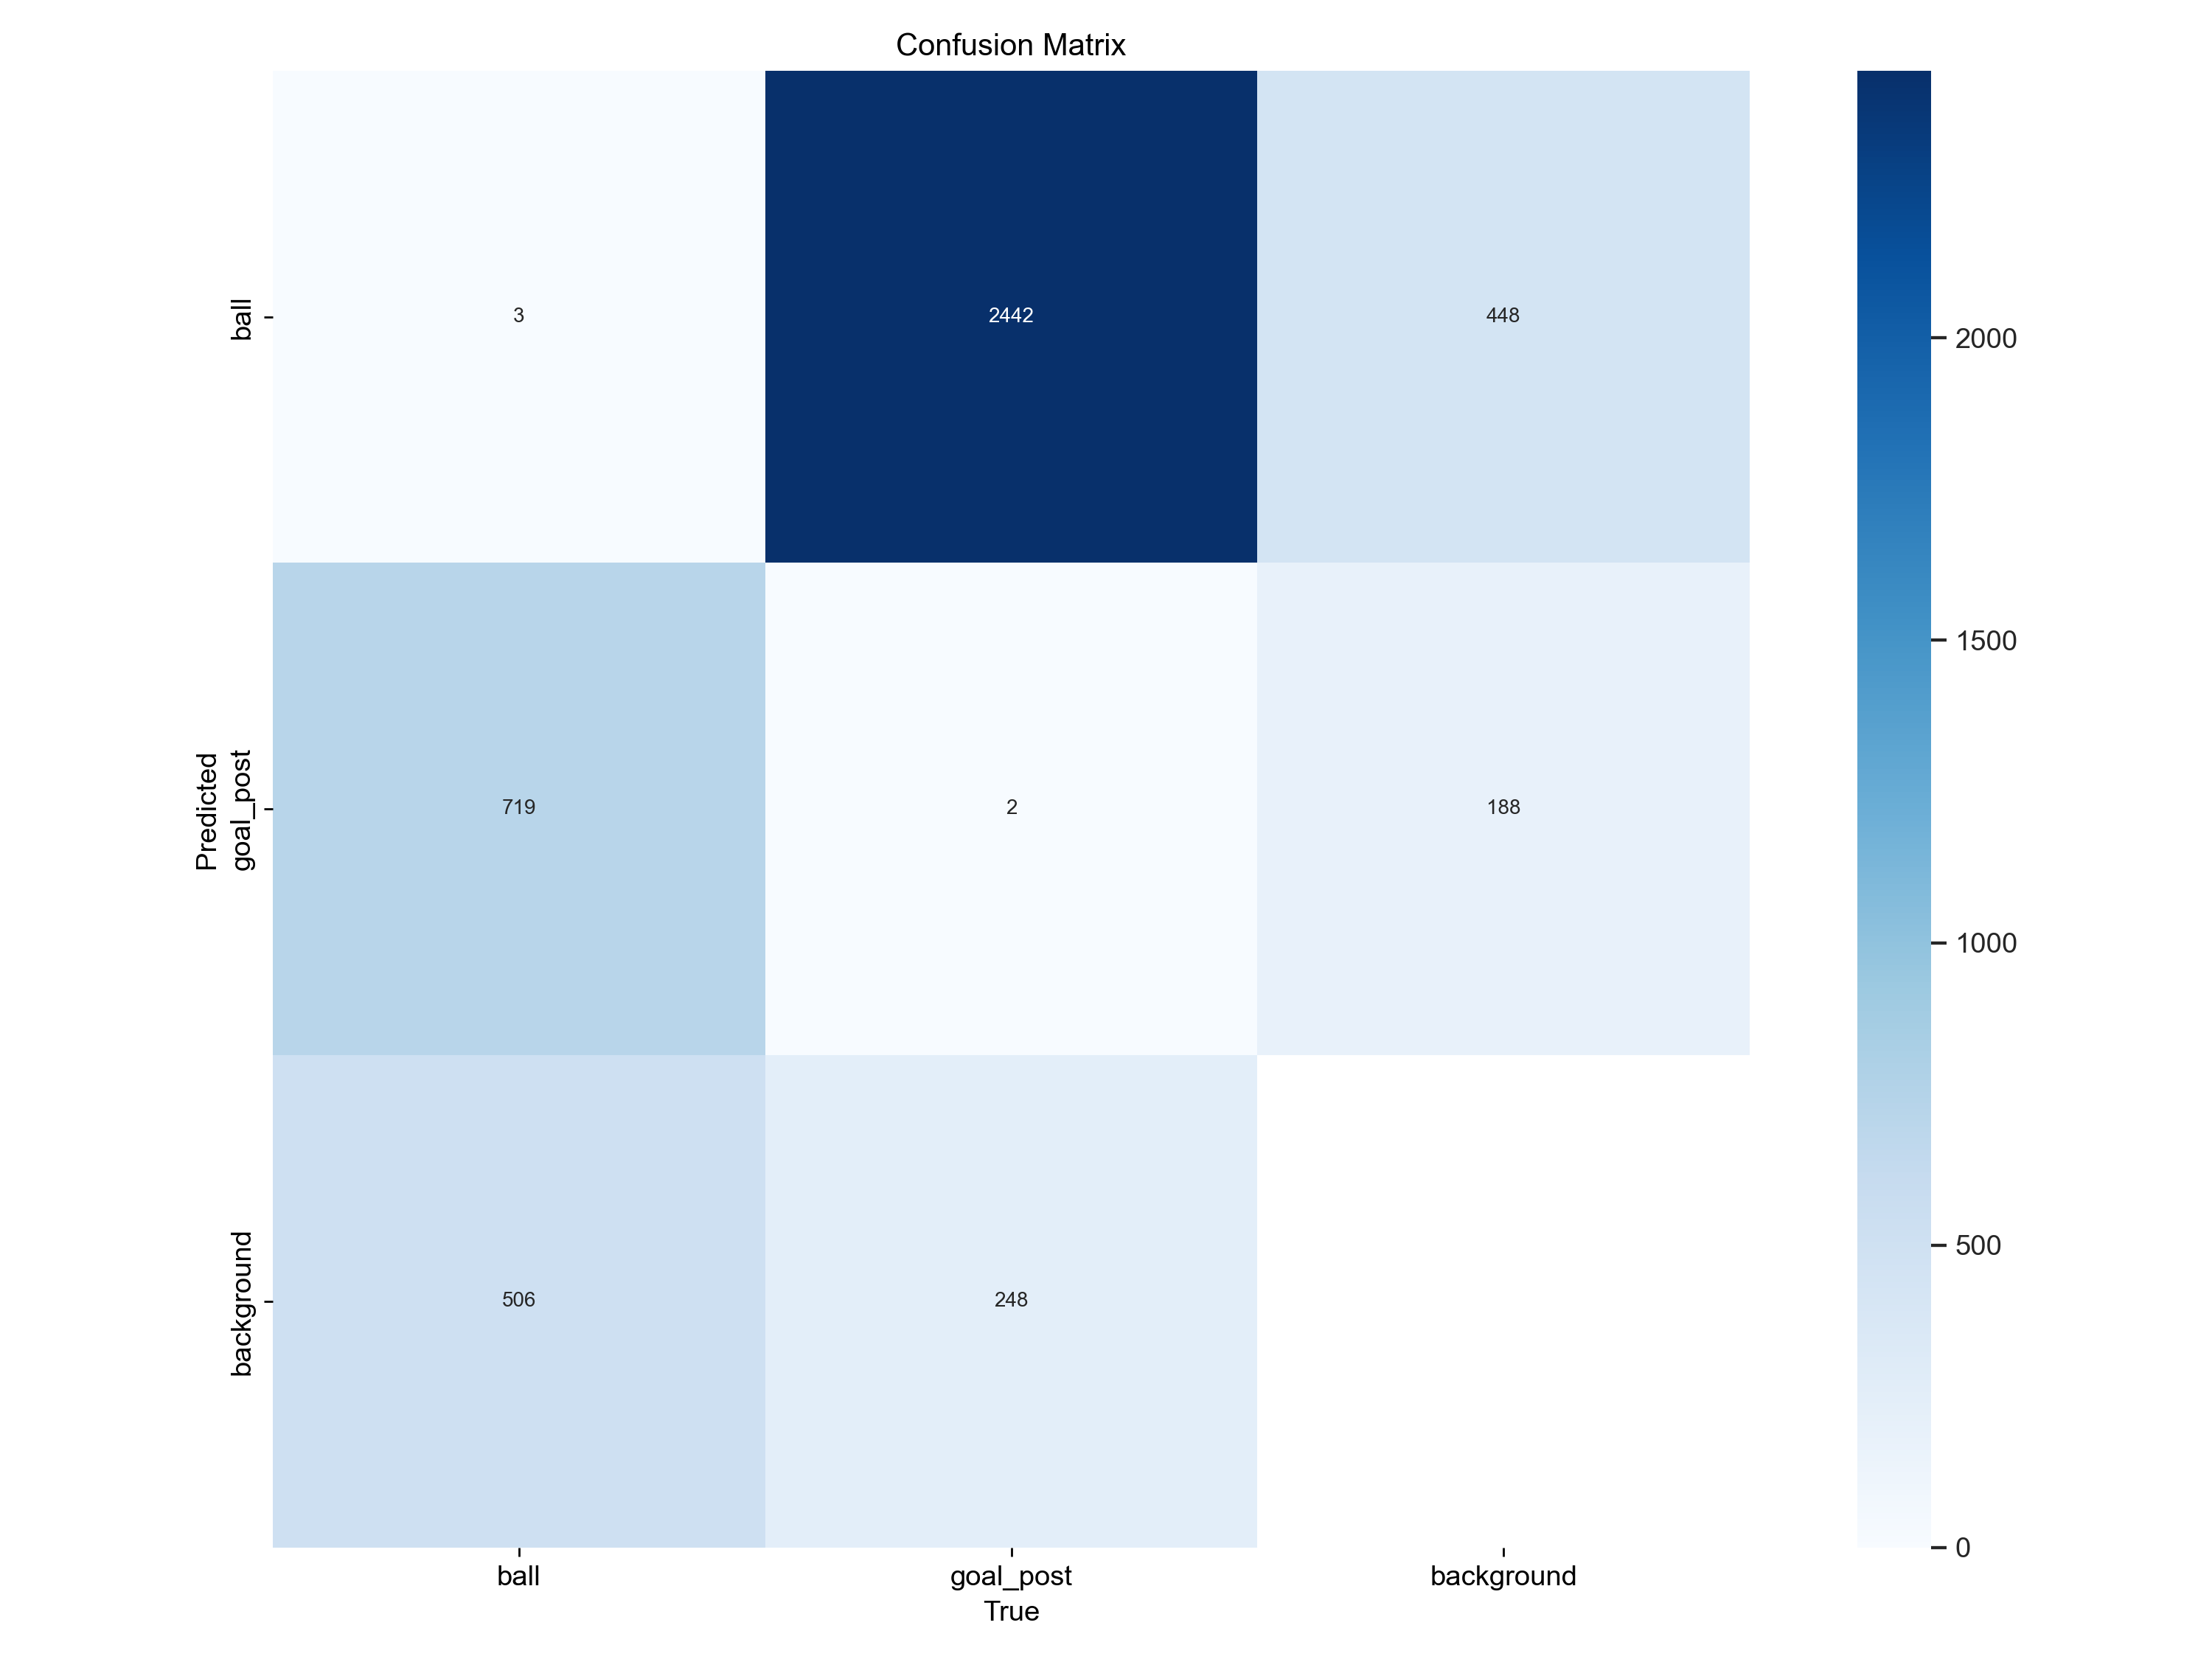 Confusion Matrix
ball
3
2442
448
2000
1500
Predicted
goal_post
719
2
188
1000
background
506
248
500
0
ball
goal_post
background
True